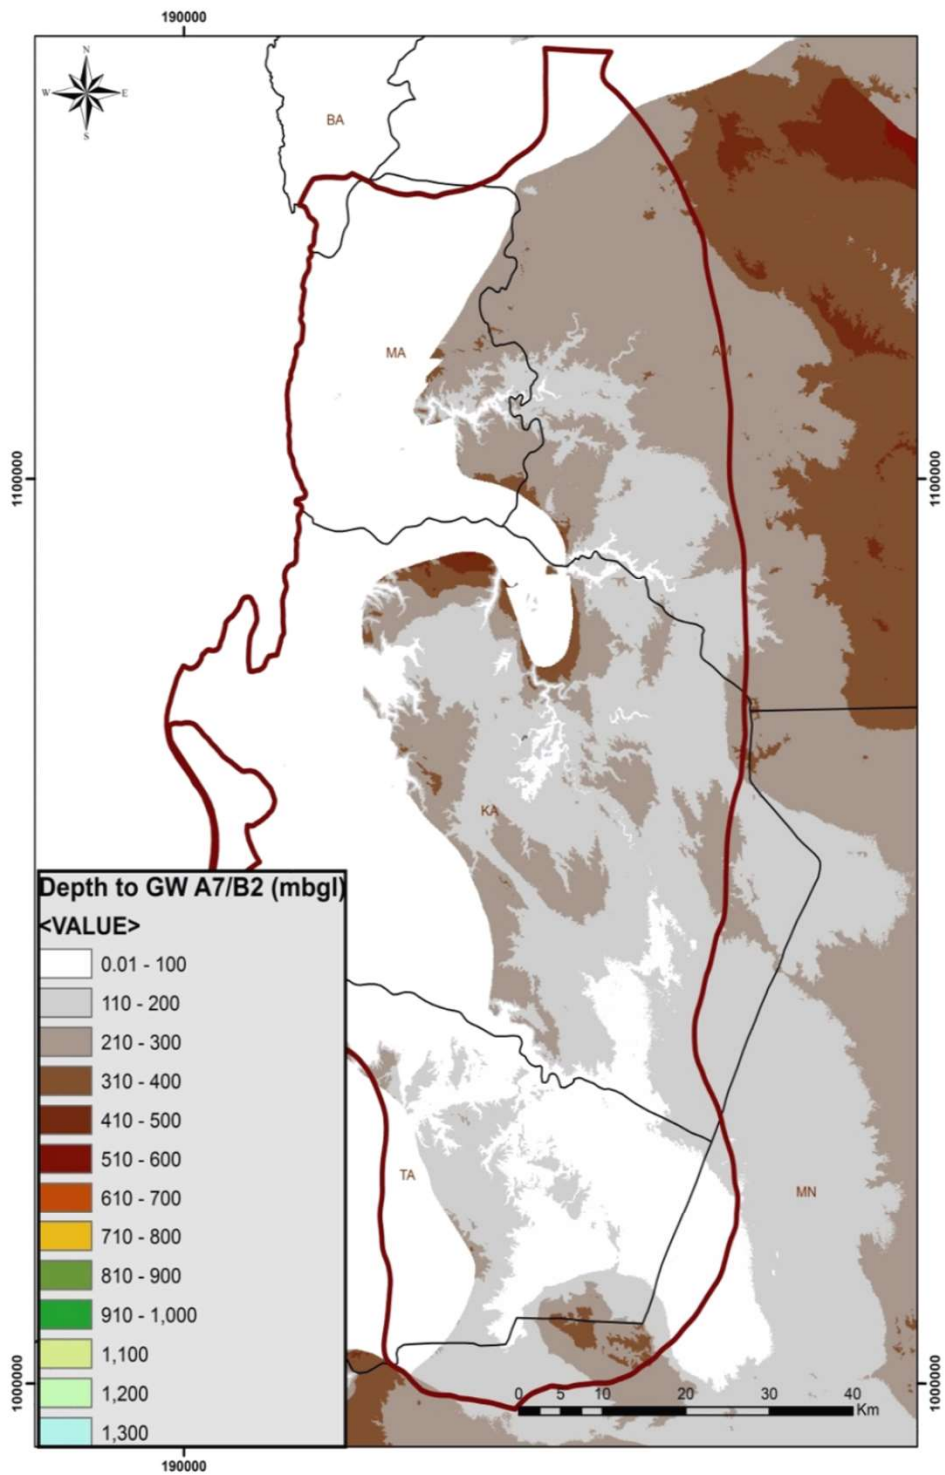 190000
N
W E
S
BA
MA
AM
1100000
1100000
KA
Depth to GW A7/B2 (mbgl)
<VALUE>
0.01 - 100
110 - 200
210 - 300
310 - 400
410 - 500
510 - 600
610 - 700
710 - 800
810 - 900
910 - 1,000
1,100
1,200
1,300
TA
MN
1000000
1000000
0 5 10 20 30 40
Km
190000